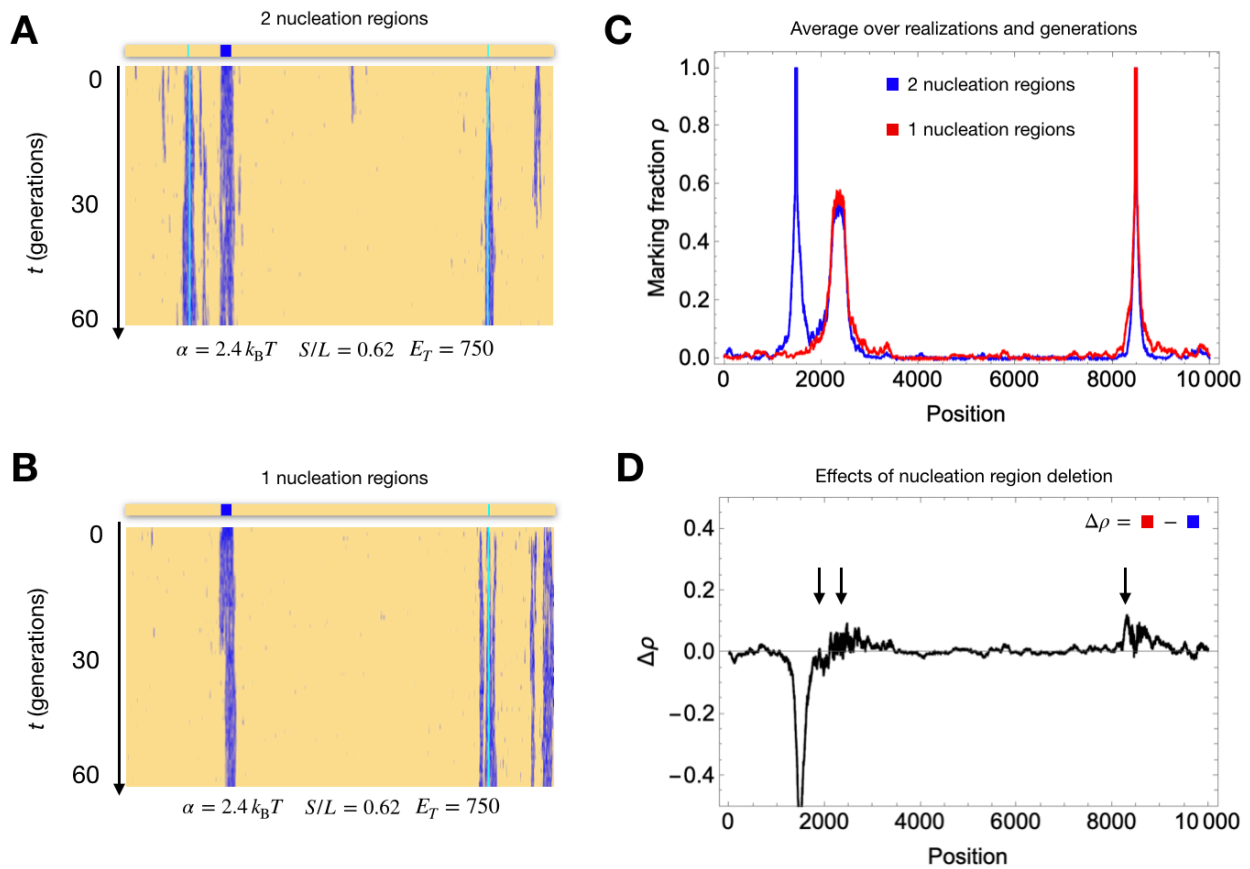 A
2 nucleation regions
0
30
60
t (generations)
α = 2.4 k_BT S/L = 0.62 E_T = 750
B
1 nucleation regions
0
30
60
t (generations)
α = 2.4 k_BT S/L = 0.62 E_T = 750
C
Average over realizations and generations
2 nucleation regions
1 nucleation regions
Marking fraction ρ
1.0
0.8
0.6
0.4
0.2
0.0
0 2000 4000 6000 8000 10 000
Position
D
Effects of nucleation region deletion
Δρ = −
Δρ
0.4
0.2
0.0
−0.2
−0.4
0 2000 4000 6000 8000 10 000
Position